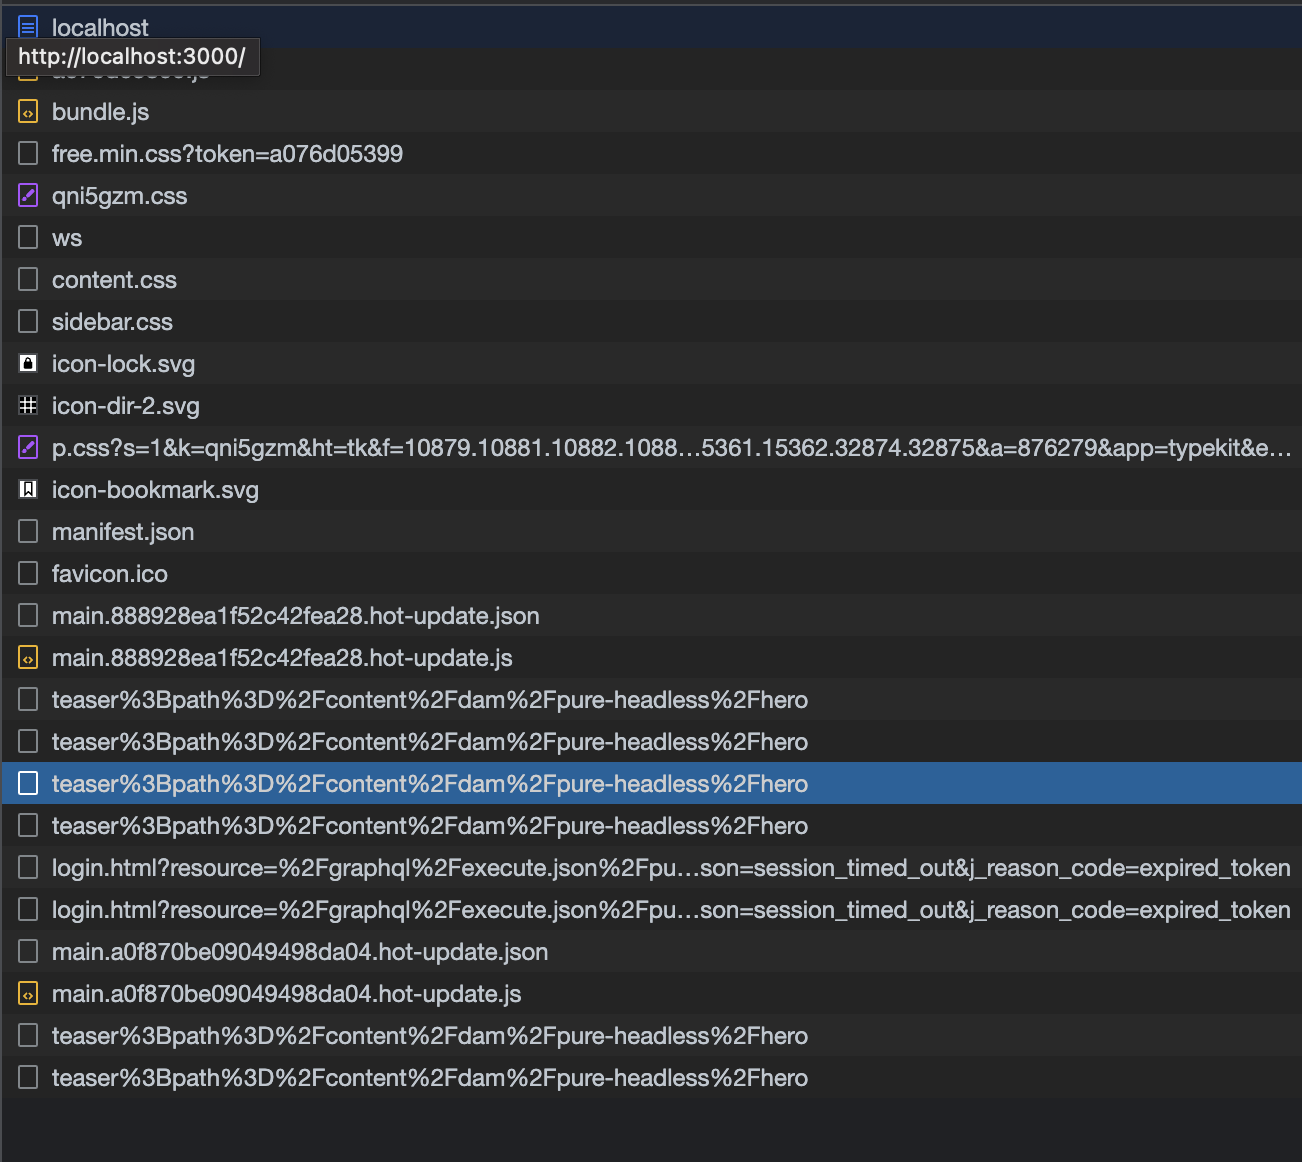 localhost
http://localhost:3000/
bundle.js
free.min.css?token=a076d05399
qni5gzm.css
ws
content.css
sidebar.css
icon-lock.svg
icon-dir-2.svg
p.css?s=1&k=qni5gzm&ht=tk&f=10879.10881.10882.1088…5361.15362.32874.32875&a=876279&app=typekit&e…
icon-bookmark.svg
manifest.json
favicon.ico
main.888928ea1f52c42fea28.hot-update.json
main.888928ea1f52c42fea28.hot-update.js
teaser%3Bpath%3D%2Fcontent%2Fdam%2Fpure-headless%2Fhero
teaser%3Bpath%3D%2Fcontent%2Fdam%2Fpure-headless%2Fhero
teaser%3Bpath%3D%2Fcontent%2Fdam%2Fpure-headless%2Fhero
teaser%3Bpath%3D%2Fcontent%2Fdam%2Fpure-headless%2Fhero
login.html?resource=%2Fgraphql%2Fexecute.json%2Fpu…son=session_timed_out&j_reason_code=expired_token
login.html?resource=%2Fgraphql%2Fexecute.json%2Fpu…son=session_timed_out&j_reason_code=expired_token
main.a0f870be09049498da04.hot-update.json
main.a0f870be09049498da04.hot-update.js
teaser%3Bpath%3D%2Fcontent%2Fdam%2Fpure-headless%2Fhero
teaser%3Bpath%3D%2Fcontent%2Fdam%2Fpure-headless%2Fhero